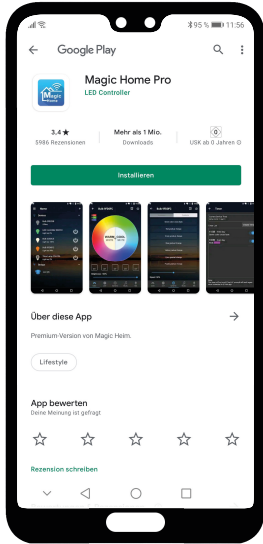 95 % 11:56
Google Play
Magic
Home
Magic Home Pro
LED Controller
3,4★
5986 Rezensionen
Mehr als 1 Mio.
Downloads
0
USK ab 0 Jahren
Installieren
Über diese App
Premium-Version von Magic Heim.
Lifestyle
App bewerten
Deine Meinung ist gefragt
Rezension schreiben